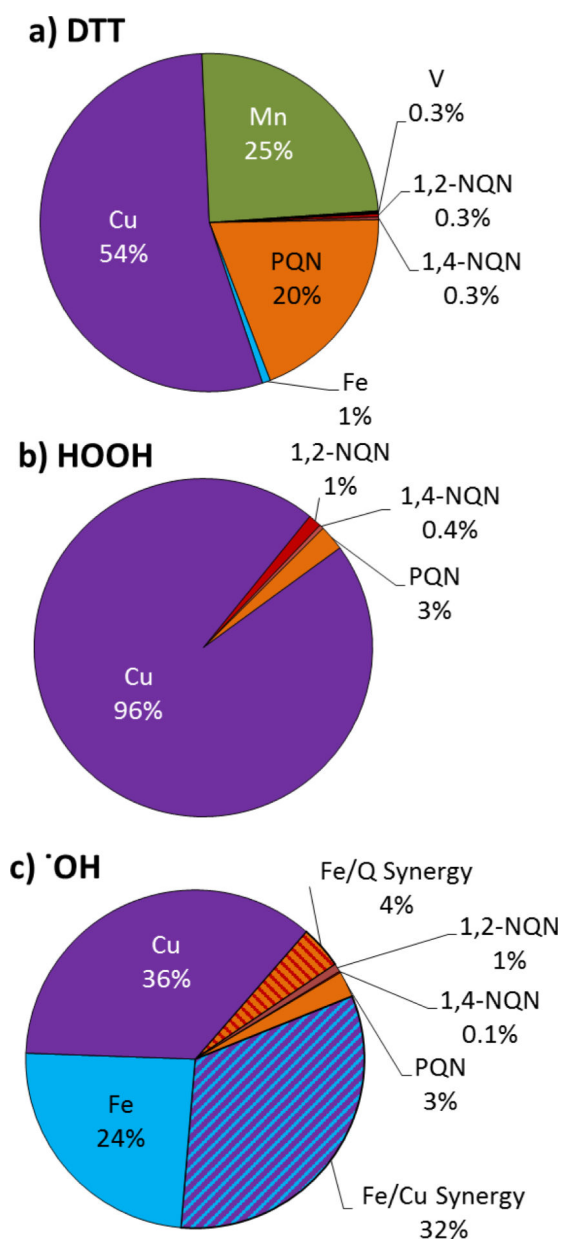 a) DTT
V
0.3%
Mn
25%
1,2-NQN
0.3%
Cu
54%
1,4-NQN
0.3%
PQN
20%
Fe
1%
b) HOOH
1,2-NQN
1%
1,4-NQN
0.4%
PQN
3%
Cu
96%
c) ˙OH
Fe/Q Synergy
4%
Cu
36%
1,2-NQN
1%
1,4-NQN
0.1%
PQN
3%
Fe
24%
Fe/Cu Synergy
32%